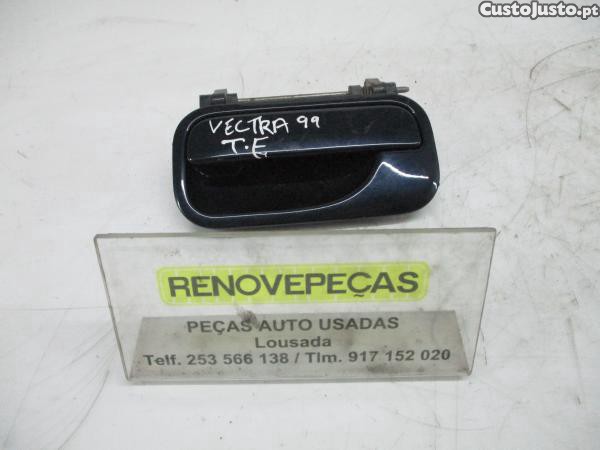 CustoJusto.pt
VECTRA 99
T.E
RENOVEPEÇAS
PEÇAS AUTO USADAS
Lousada
Telf. 253 566 138 / Tlm. 917 152 020